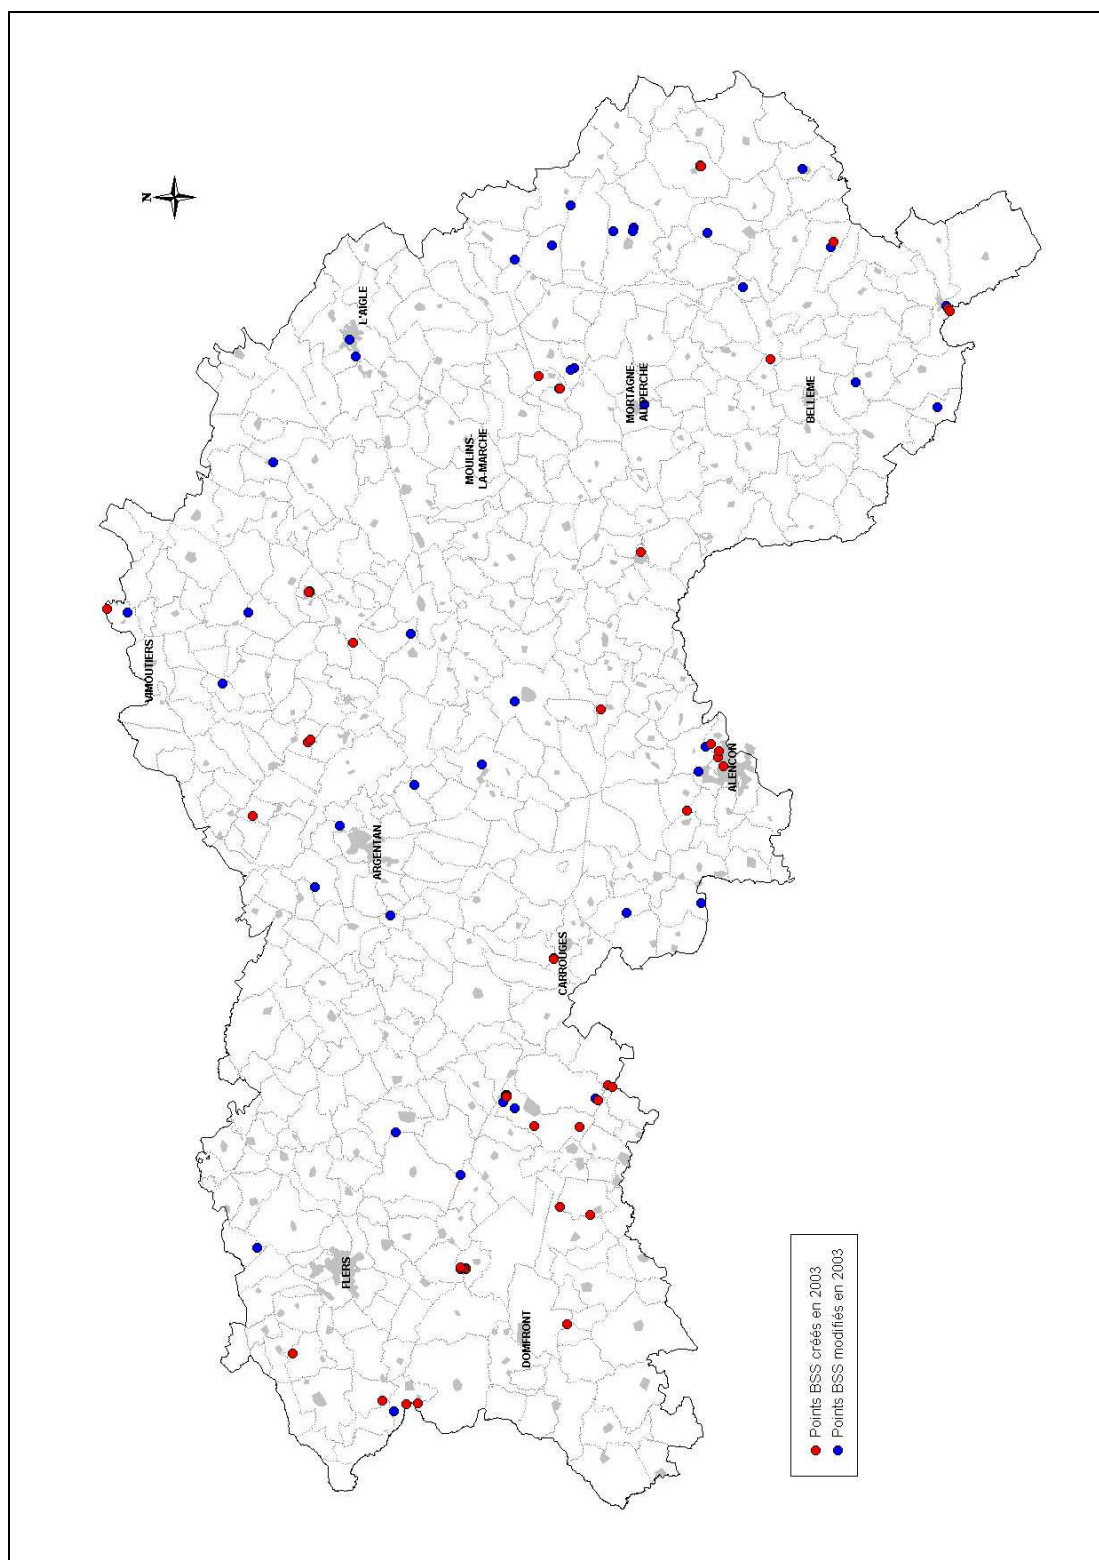 N
VIMOUTIERS
L'AIGLE
ARGENTAN
FLERS
MOULINS-
LA-MARCHE
DOMFRONT
CARROUGES
MORTAGNE-
AU-PERCHE
ALENCON
BELLEME
Points BSS créés en 2003
Points BSS modifiés en 2003